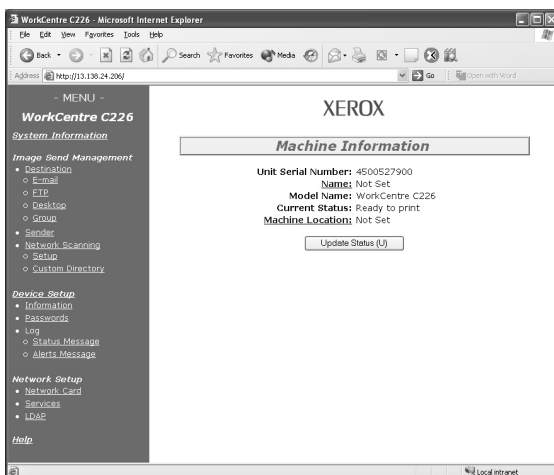 WorkCentre C226 - Microsoft Internet Explorer
File Edit View Favorites Tools Help
Back Search Favorites Media
Address http://13.138.24.206/ Go Open with Word
- MENU -
WorkCentre C226
System Information
Image Send Management
Destination
E-mail
FTP
Desktop
Group
Sender
Network Scanning
Setup
Custom Directory
Device Setup
Information
Passwords
Log
Status Message
Alerts Message
Network Setup
Network Card
Services
LDAP
Help
XEROX
Machine Information
Unit Serial Number: 4500527900
Name: Not Set
Model Name: WorkCentre C226
Current Status: Ready to print
Machine Location: Not Set
Update Status (U)
Local intranet